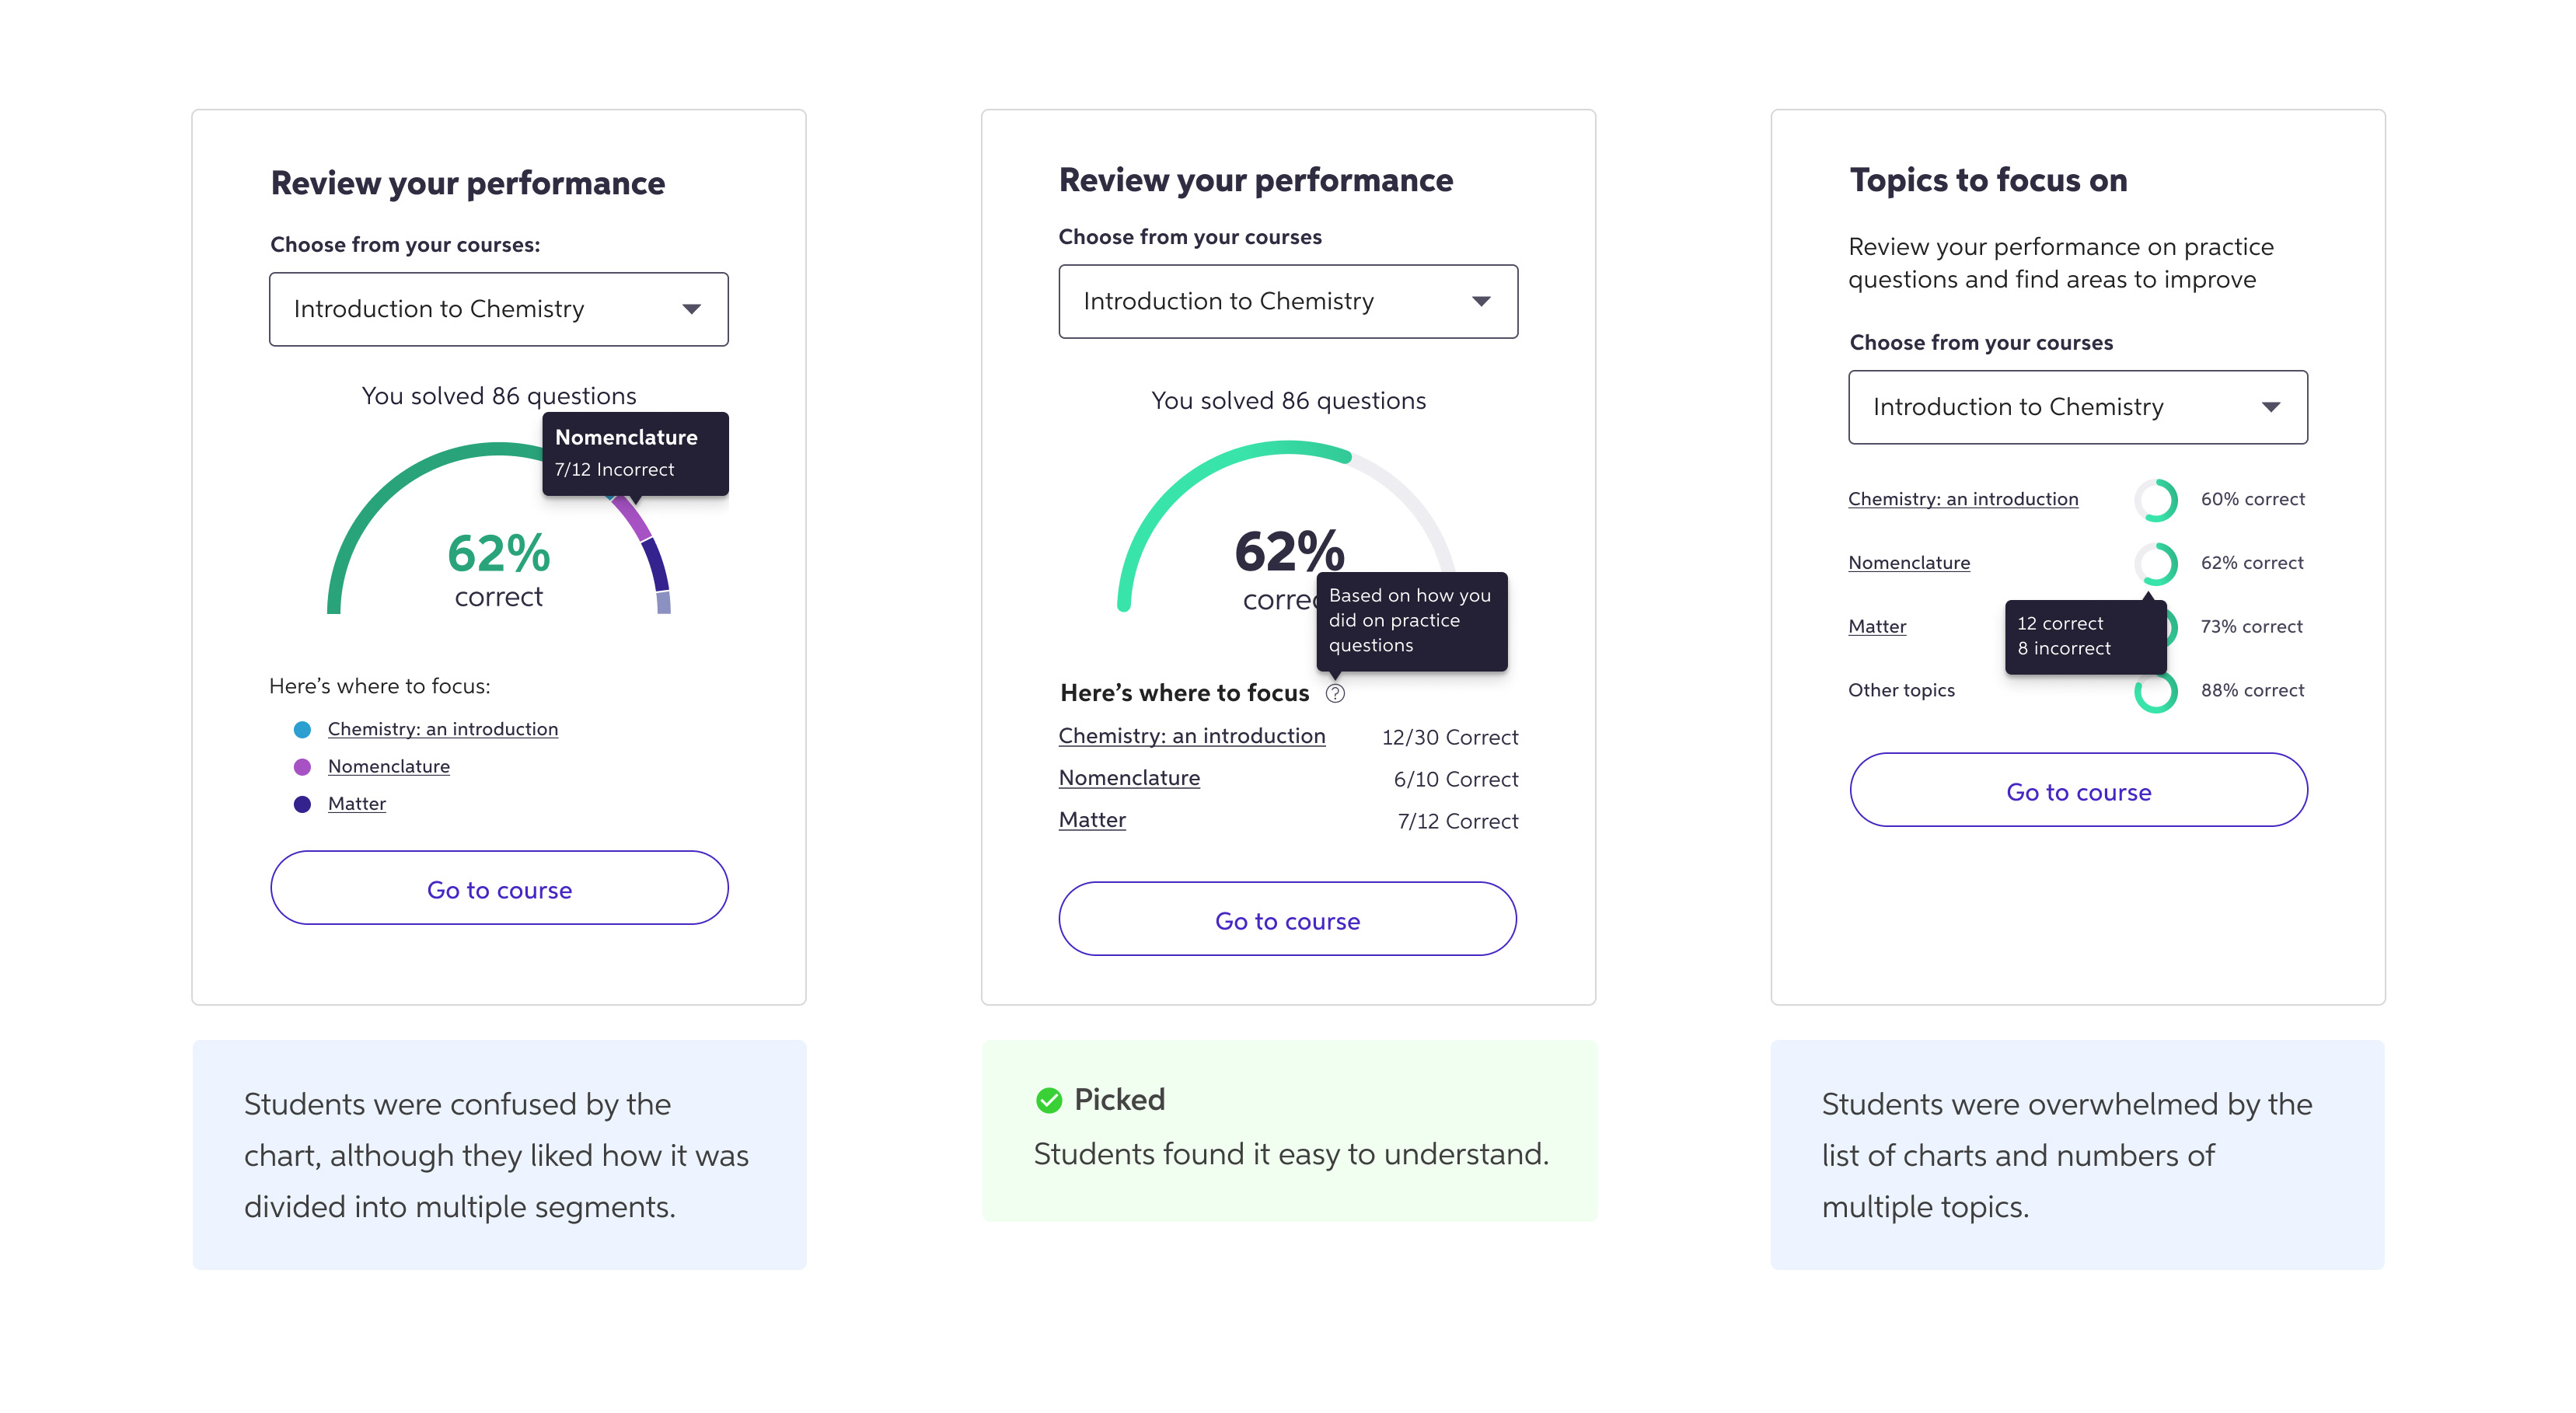 Review your performance
Choose from your courses:
Introduction to Chemistry
You solved 86 questions
Nomenclature
7/12 Incorrect
62%
correct
Here's where to focus:
Chemistry: an introduction
Nomenclature
Matter
Go to course
Students were confused by the
chart, although they liked how it was
divided into multiple segments.
Review your performance
Choose from your courses
Introduction to Chemistry
You solved 86 questions
62%
correc
Based on how you
did on practice
questions
Here's where to focus ?
Chemistry: an introduction 12/30 Correct
Nomenclature 6/10 Correct
Matter 7/12 Correct
Go to course
Picked
Students found it easy to understand.
Topics to focus on
Review your performance on practice
questions and find areas to improve
Choose from your courses
Introduction to Chemistry
Chemistry: an introduction 60% correct
Nomenclature 62% correct
12 correct
8 incorrect
Matter 73% correct
Other topics 88% correct
Go to course
Students were overwhelmed by the
list of charts and numbers of
multiple topics.